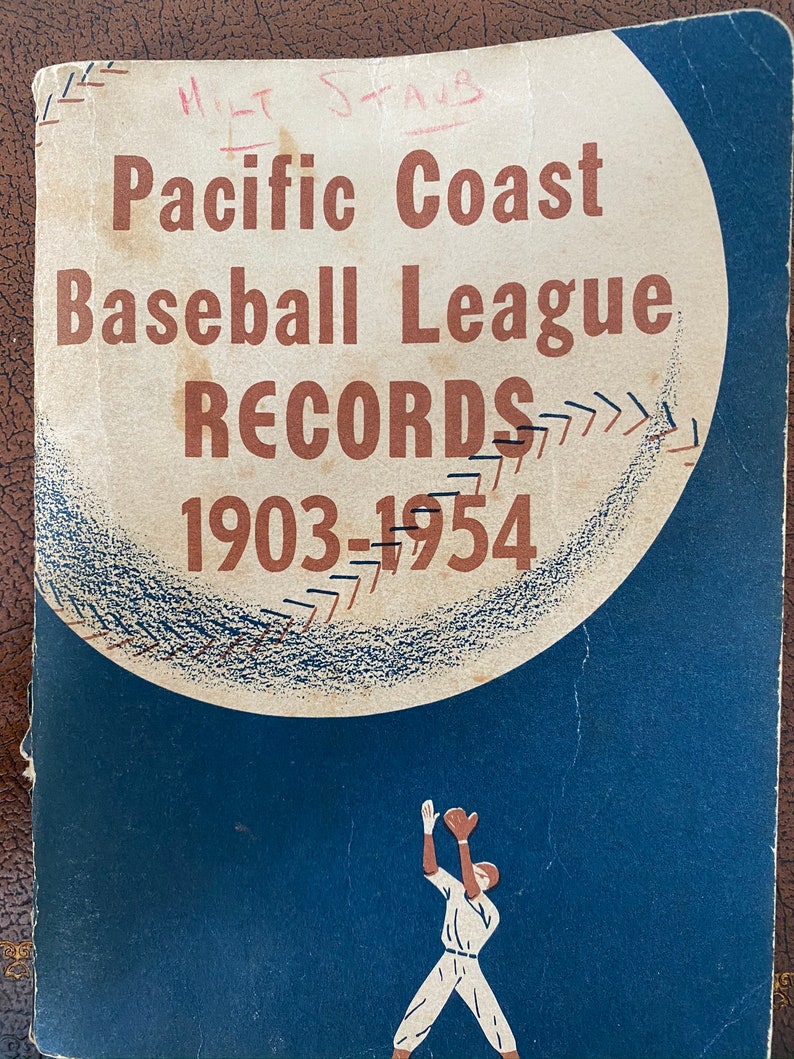 MILT STAUB
Pacific Coast
Baseball League
RECORDS
1903-1954